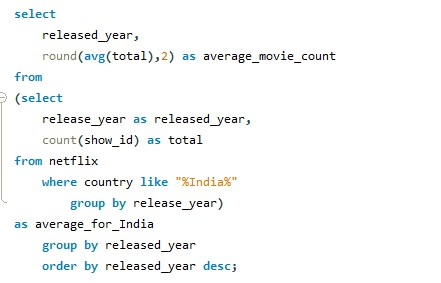 select
released_year,
round(avg(total),2) as average_movie_count
from
(select
release_year as released_year,
count(show_id) as total
from netflix
where country like "%India%"
group by release_year)
as average_for_India
group by released_year
order by released_year desc;